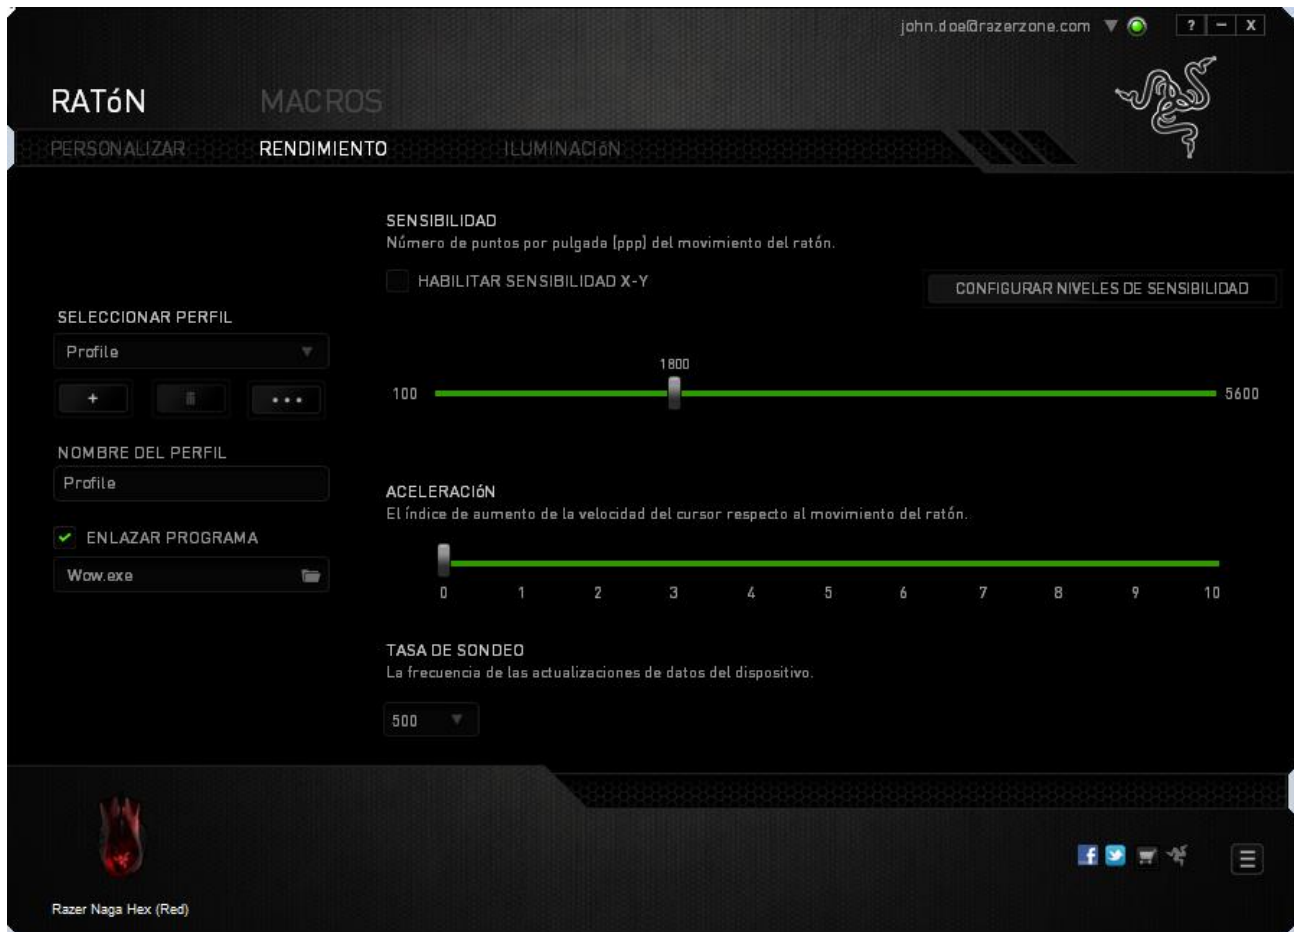 john.doe@razerzone.com
? – X
RATóN MACROS
PERSONALIZAR RENDIMIENTO ILUMINACIóN
SENSIBILIDAD
Número de puntos por pulgada (ppp) del movimiento del ratón.
HABILITAR SENSIBILIDAD X-Y
CONFIGURAR NIVELES DE SENSIBILIDAD
SELECCIONAR PERFIL
Profile
+ •••
1800
100 5600
NOMBRE DEL PERFIL
Profile
ENLAZAR PROGRAMA
Wow.exe
ACELERACIóN
El índice de aumento de la velocidad del cursor respecto al movimiento del ratón.
0 1 2 3 4 5 6 7 8 9 10
TASA DE SONDEO
La frecuencia de las actualizaciones de datos del dispositivo.
500
Razer Naga Hex (Red)